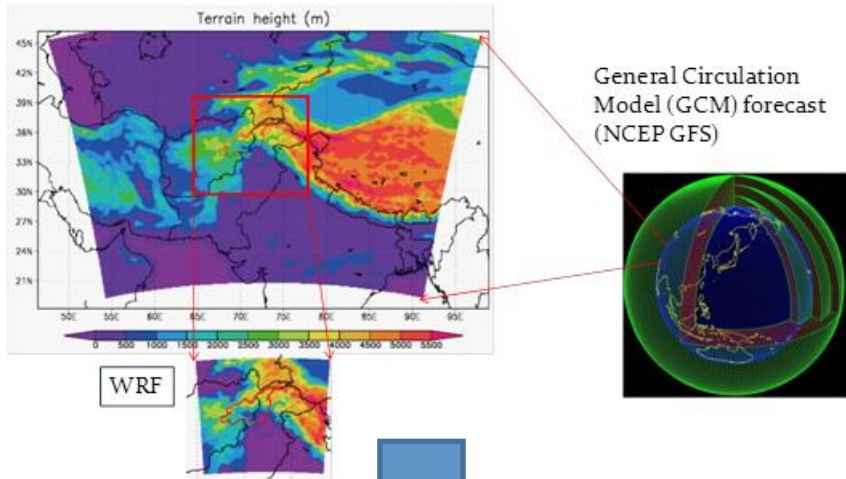 Terrain height (m)
45N
42N
39N
36N
33N
30N
27N
24N
21N
50E 55E 60E 65E 70E 75E 80E 85E 90E 95E
0 500 1000 1500 2000 2500 3000 3500 4000 4500 5000 5500
WRF
General Circulation
Model (GCM) forecast
(NCEP GFS)